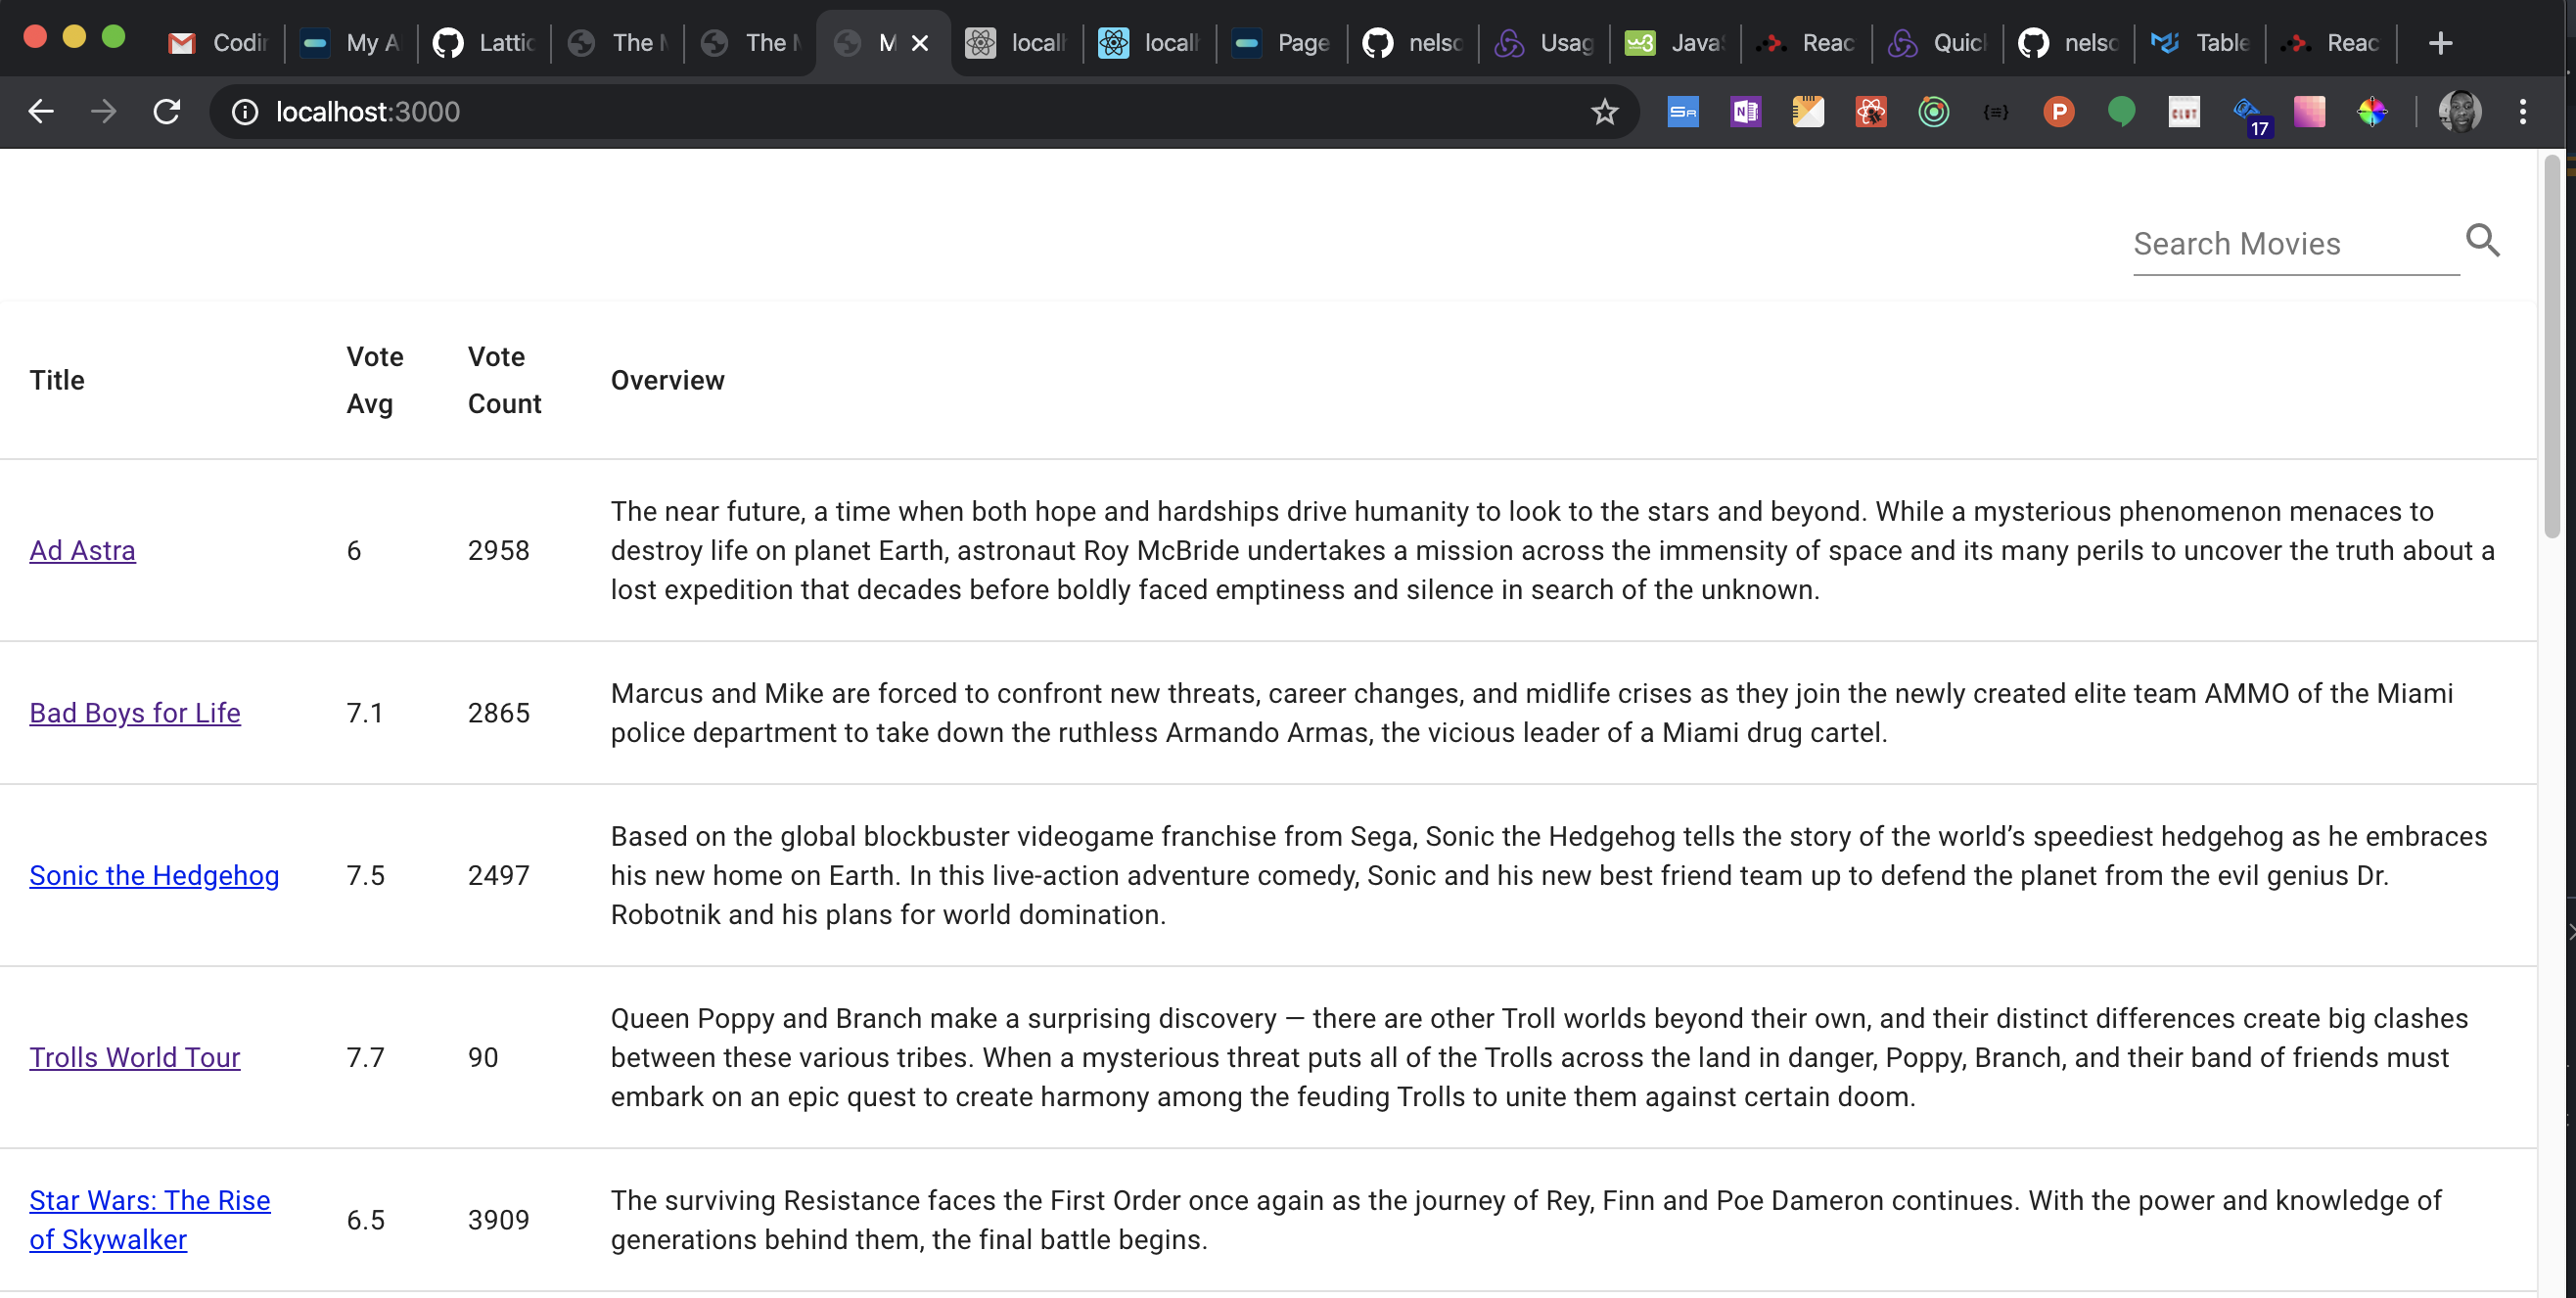 Codin My A Lattic The M The M M localh localh Page nelso Usag Java Reac Quic nelso Table Reac
localhost:3000
17
Search Movies
Title Vote Avg Vote Count Overview
Ad Astra 6 2958
The near future, a time when both hope and hardships drive humanity to look to the stars and beyond. While a mysterious phenomenon menaces to
destroy life on planet Earth, astronaut Roy McBride undertakes a mission across the immensity of space and its many perils to uncover the truth about a
lost expedition that decades before boldly faced emptiness and silence in search of the unknown.
Bad Boys for Life 7.1 2865
Marcus and Mike are forced to confront new threats, career changes, and midlife crises as they join the newly created elite team AMMO of the Miami
police department to take down the ruthless Armando Armas, the vicious leader of a Miami drug cartel.
Sonic the Hedgehog 7.5 2497
Based on the global blockbuster videogame franchise from Sega, Sonic the Hedgehog tells the story of the world’s speediest hedgehog as he embraces
his new home on Earth. In this live-action adventure comedy, Sonic and his new best friend team up to defend the planet from the evil genius Dr.
Robotnik and his plans for world domination.
Trolls World Tour 7.7 90
Queen Poppy and Branch make a surprising discovery — there are other Troll worlds beyond their own, and their distinct differences create big clashes
between these various tribes. When a mysterious threat puts all of the Trolls across the land in danger, Poppy, Branch, and their band of friends must
embark on an epic quest to create harmony among the feuding Trolls to unite them against certain doom.
Star Wars: The Rise
of Skywalker
6.5 3909
The surviving Resistance faces the First Order once again as the journey of Rey, Finn and Poe Dameron continues. With the power and knowledge of
generations behind them, the final battle begins.